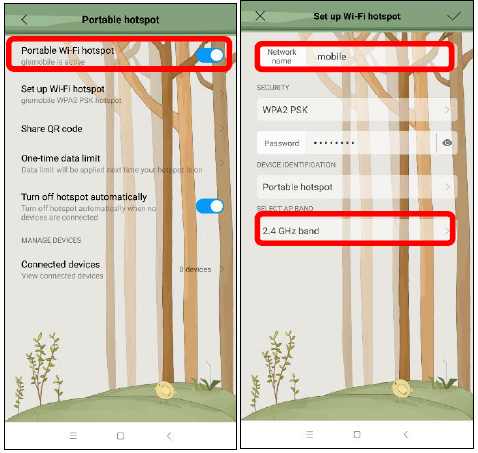 Portable hotspot
Portable Wi-Fi hotspot
gismobile is active
Set up Wi-Fi hotspot
gismobile WPA2 PSK hotspot
Share QR code
One-time data limit
Data limit will be applied next time your hotspot is on
Turn off hotspot automatically
Turn off hotspot automatically when no
devices are connected
MANAGE DEVICES
Connected devices
View connected devices
0 devices
Set up Wi-Fi hotspot
Network
name
mobile
SECURITY
WPA2 PSK
Password ••••••••
DEVICE IDENTIFICATION
Portable hotspot
SELECT AP BAND
2.4 GHz band